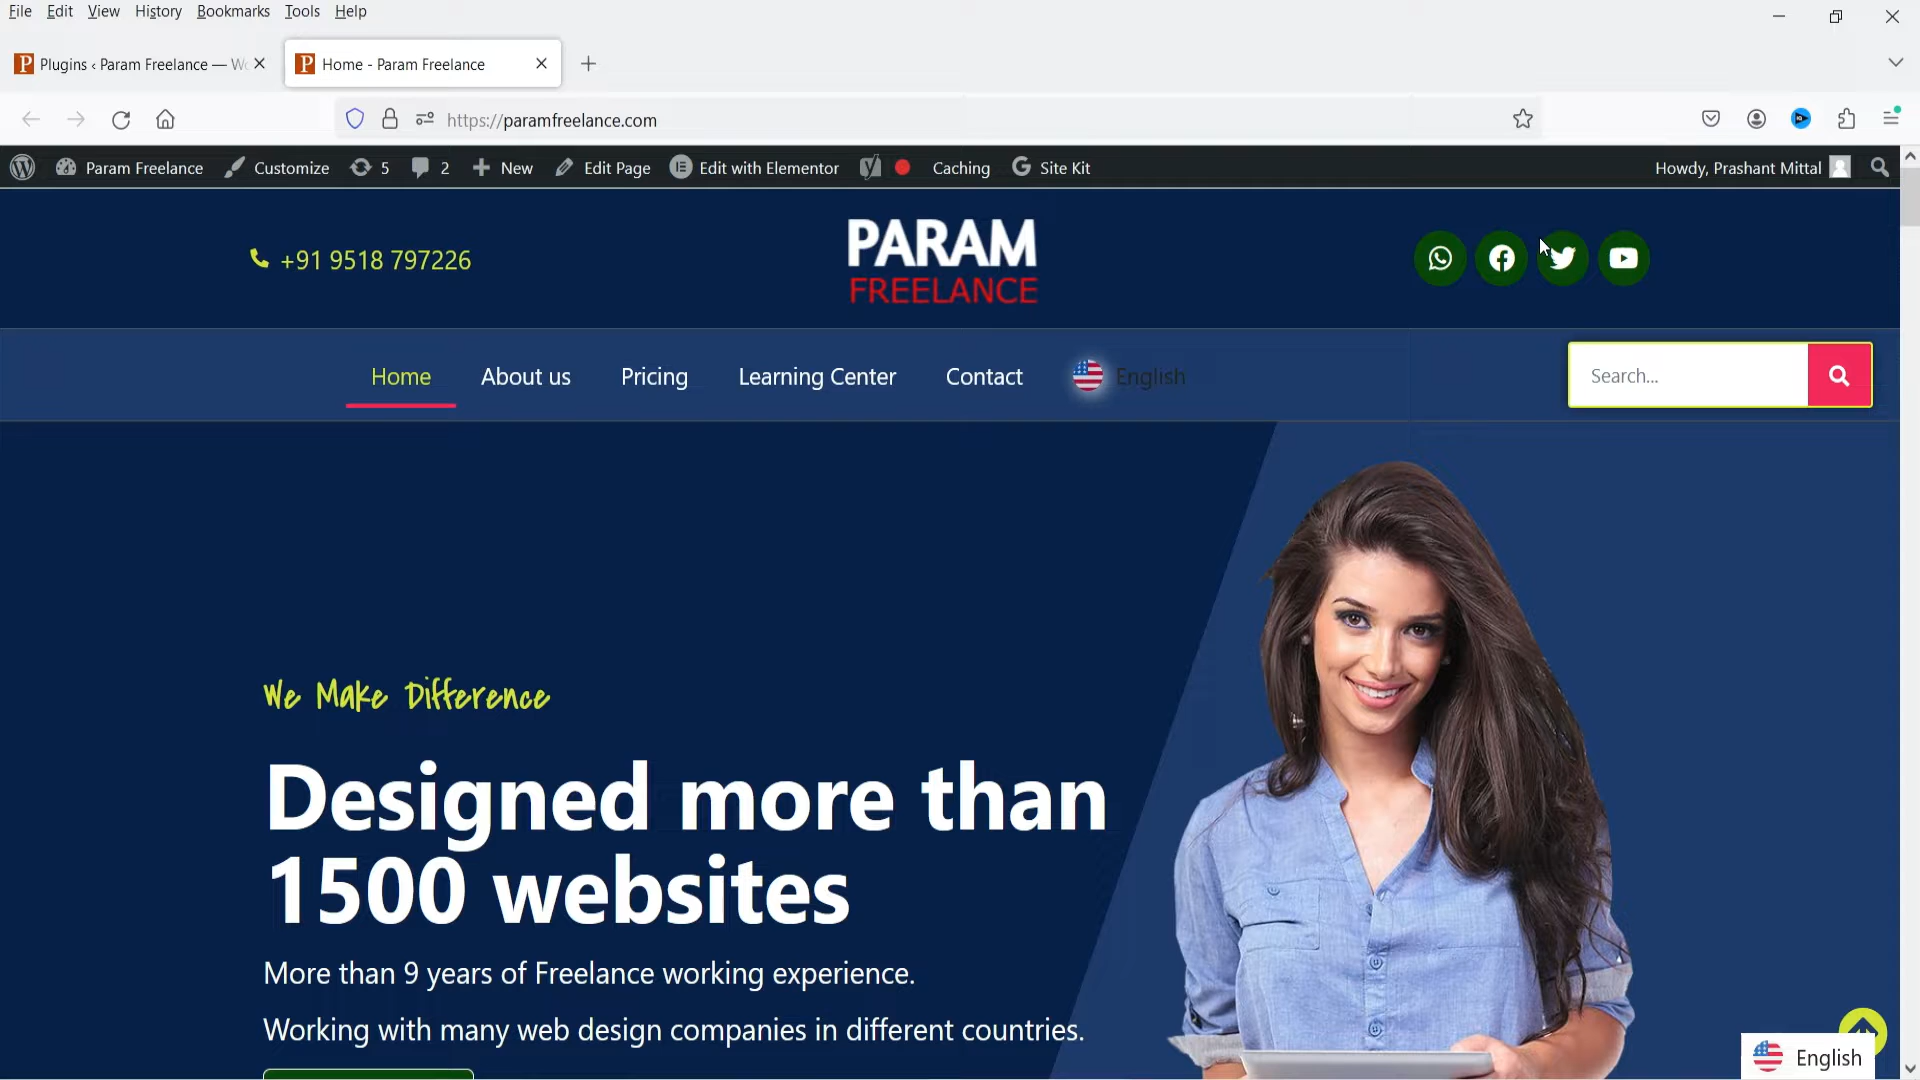 File Edit View History Bookmarks Tools Help
Plugins ‹ Param Freelance — Wo
Home - Param Freelance
https://paramfreelance.com
Param Freelance Customize 5 2 New Edit Page Edit with Elementor Caching Site Kit Howdy, Prashant Mittal
+91 9518 797226
PARAM
FREELANCE
Home About us Pricing Learning Center Contact English
Search...
We Make Difference
Designed more than
1500 websites
More than 9 years of Freelance working experience.
Working with many web design companies in different countries.
English